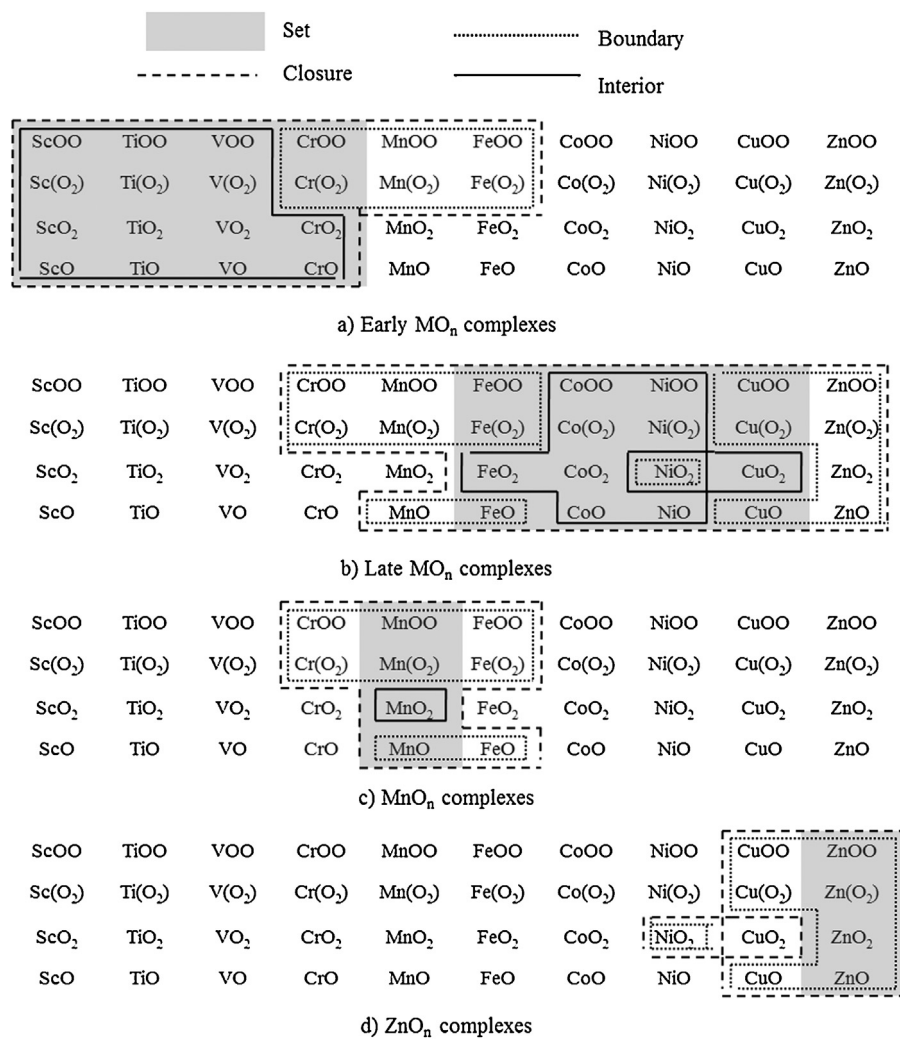 Set Boundary
Closure Interior
ScOO TiOO VOO CrOO MnOO FeOO CoOO NiOO CuOO ZnOO
Sc(O₂) Ti(O₂) V(O₂) Cr(O₂) Mn(O₂) Fe(O₂) Co(O₂) Ni(O₂) Cu(O₂) Zn(O₂)
ScO₂ TiO₂ VO₂ CrO₂ MnO₂ FeO₂ CoO₂ NiO₂ CuO₂ ZnO₂
ScO TiO VO CrO MnO FeO CoO NiO CuO ZnO
a) Early MOₙ complexes
ScOO TiOO VOO CrOO MnOO FeOO CoOO NiOO CuOO ZnOO
Sc(O₂) Ti(O₂) V(O₂) Cr(O₂) Mn(O₂) Fe(O₂) Co(O₂) Ni(O₂) Cu(O₂) Zn(O₂)
ScO₂ TiO₂ VO₂ CrO₂ MnO₂ FeO₂ CoO₂ NiO₂ CuO₂ ZnO₂
ScO TiO VO CrO MnO FeO CoO NiO CuO ZnO
b) Late MOₙ complexes
ScOO TiOO VOO CrOO MnOO FeOO CoOO NiOO CuOO ZnOO
Sc(O₂) Ti(O₂) V(O₂) Cr(O₂) Mn(O₂) Fe(O₂) Co(O₂) Ni(O₂) Cu(O₂) Zn(O₂)
ScO₂ TiO₂ VO₂ CrO₂ MnO₂ FeO₂ CoO₂ NiO₂ CuO₂ ZnO₂
ScO TiO VO CrO MnO FeO CoO NiO CuO ZnO
c) MnOₙ complexes
ScOO TiOO VOO CrOO MnOO FeOO CoOO NiOO CuOO ZnOO
Sc(O₂) Ti(O₂) V(O₂) Cr(O₂) Mn(O₂) Fe(O₂) Co(O₂) Ni(O₂) Cu(O₂) Zn(O₂)
ScO₂ TiO₂ VO₂ CrO₂ MnO₂ FeO₂ CoO₂ NiO₂ CuO₂ ZnO₂
ScO TiO VO CrO MnO FeO CoO NiO CuO ZnO
d) ZnOₙ complexes